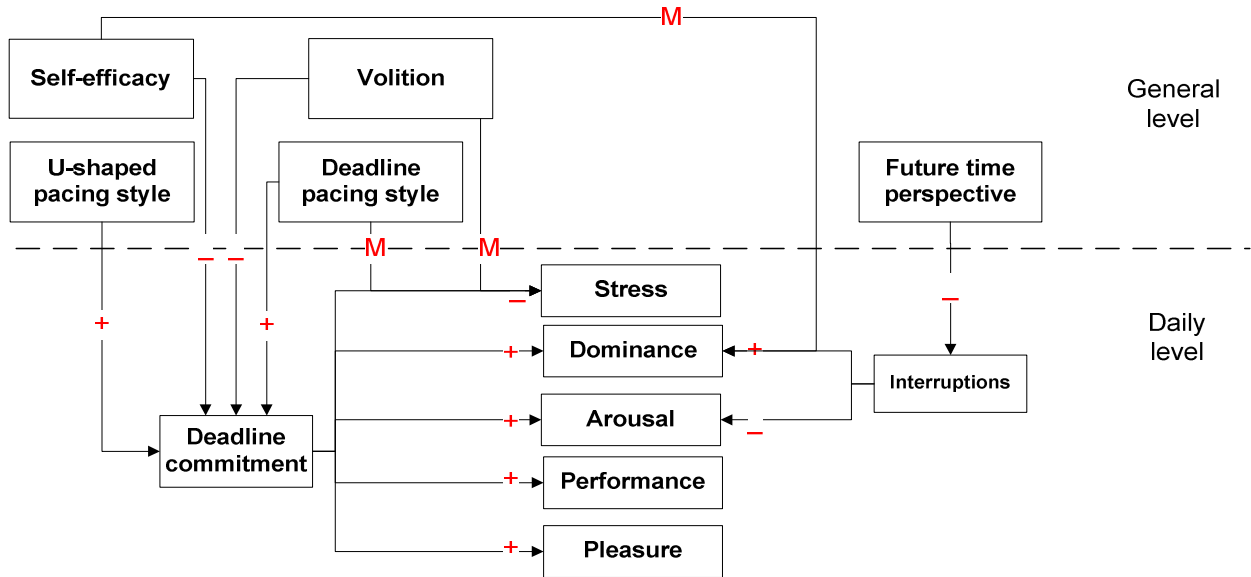 M
Self-efficacy
Volition
General
level
U-shaped
pacing style
Deadline
pacing style
Future time
perspective
M
M
–
–
Stress
–
–
+
+
Daily
level
+
Dominance
+
Interruptions
+
Arousal
–
Deadline
commitment
+
Performance
+
Pleasure